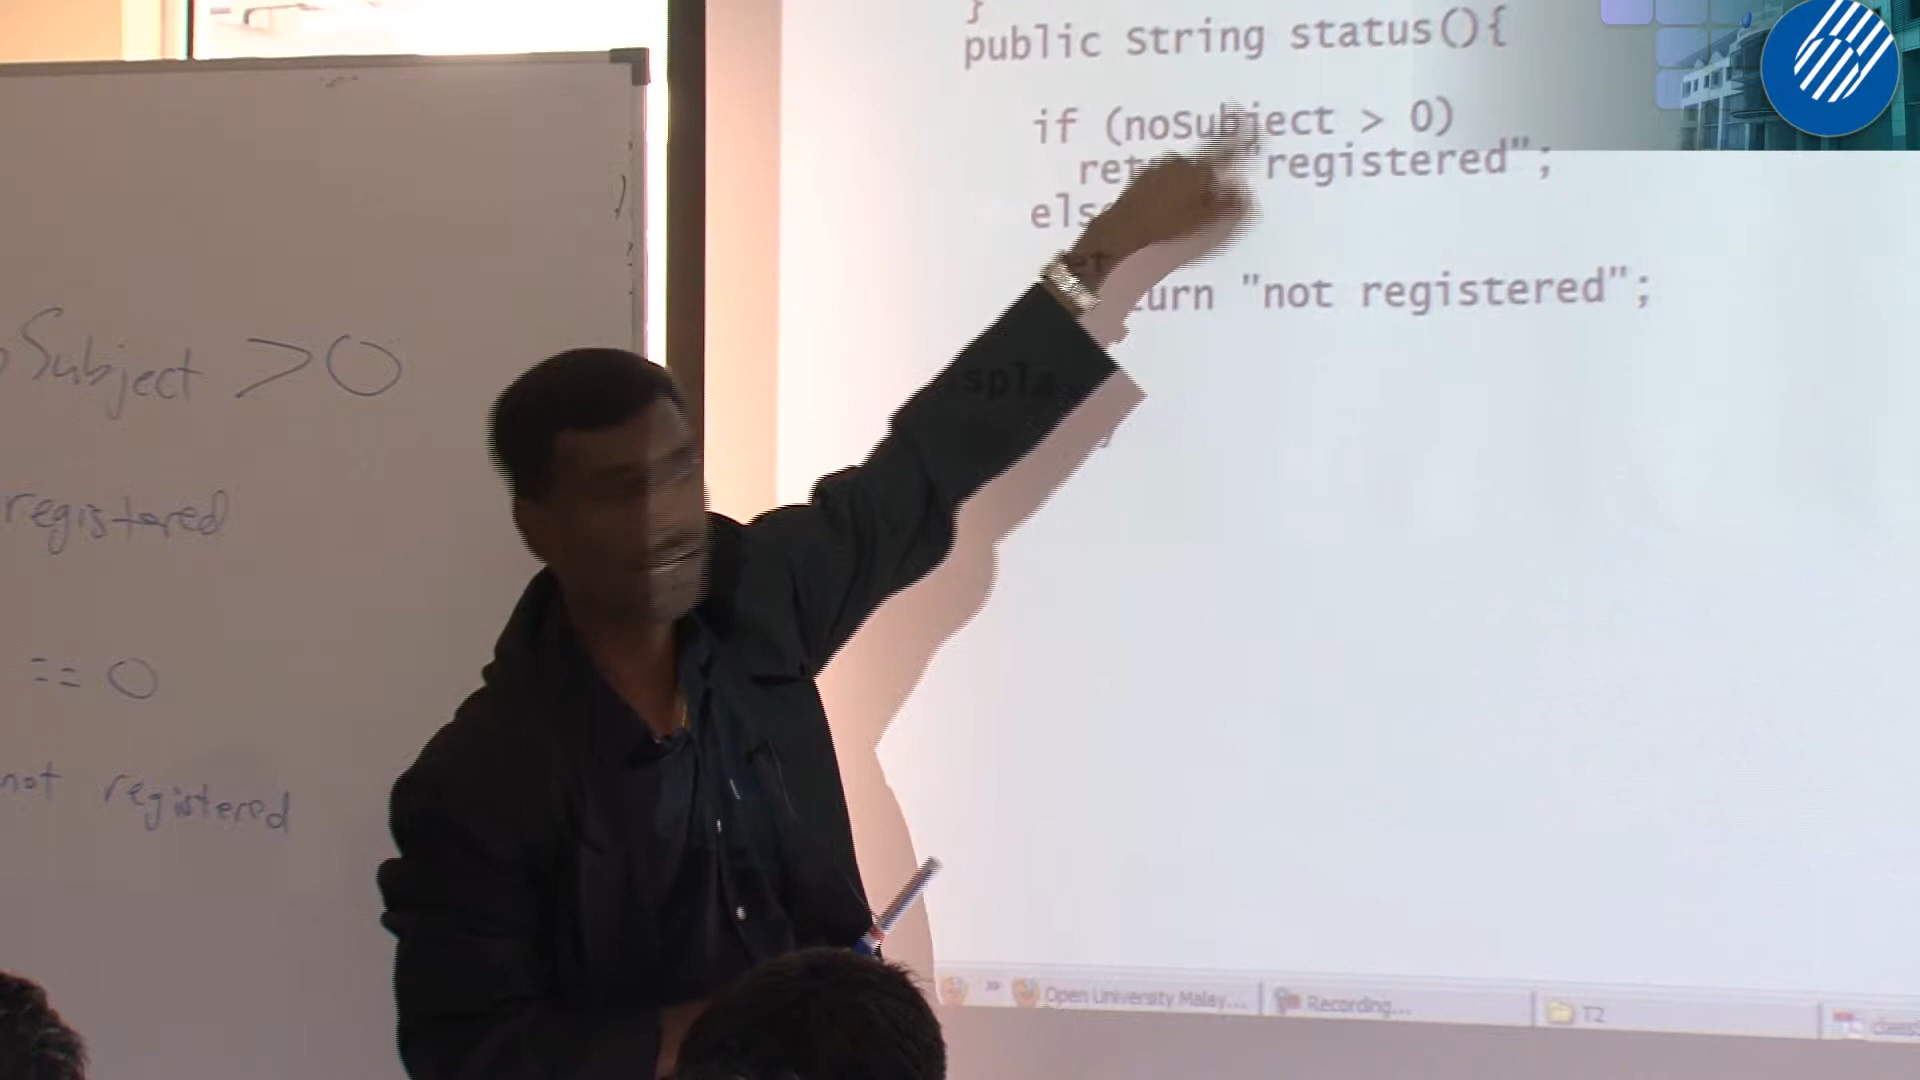 }
public String status(){
if (noSubject > 0)
"registered";
"not registered";
Subject >0
registered
== 0
not registered
Open University Malay...
Recording...
T2